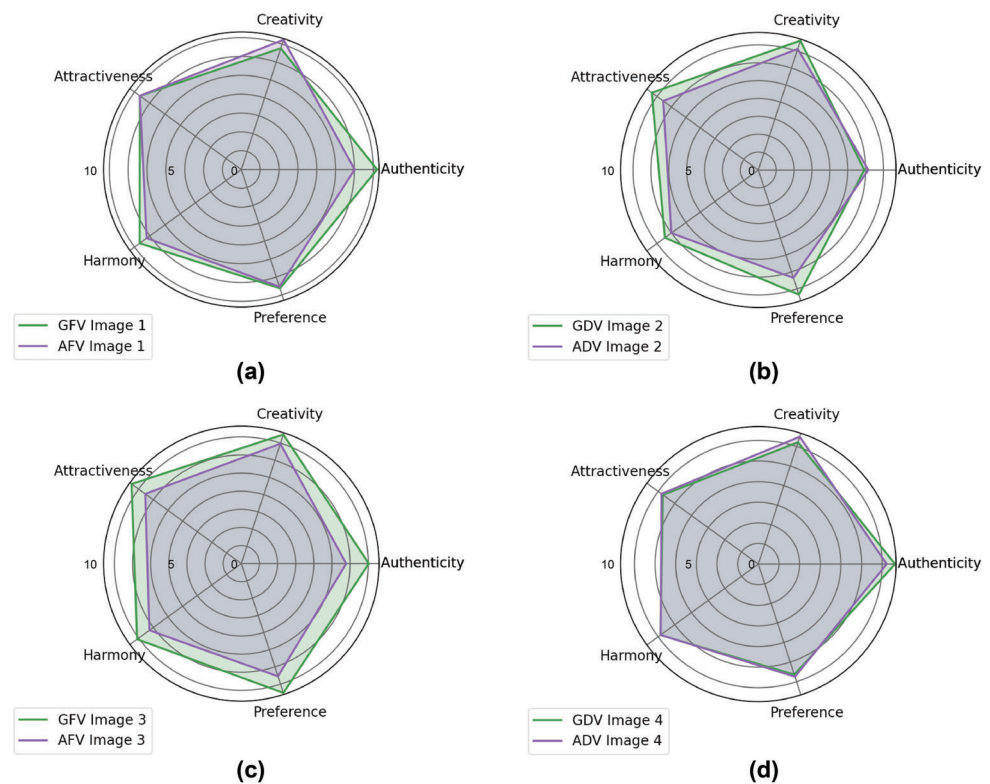 Creativity
Attractiveness
10
5
0
Authenticity
Harmony
Preference
GFV Image 1
AFV Image 1
(a)
Creativity
Attractiveness
10
5
0
Authenticity
Harmony
Preference
GDV Image 2
ADV Image 2
(b)
Creativity
Attractiveness
10
5
0
Authenticity
Harmony
Preference
GFV Image 3
AFV Image 3
(c)
Creativity
Attractiveness
10
5
0
Authenticity
Harmony
Preference
GDV Image 4
ADV Image 4
(d)